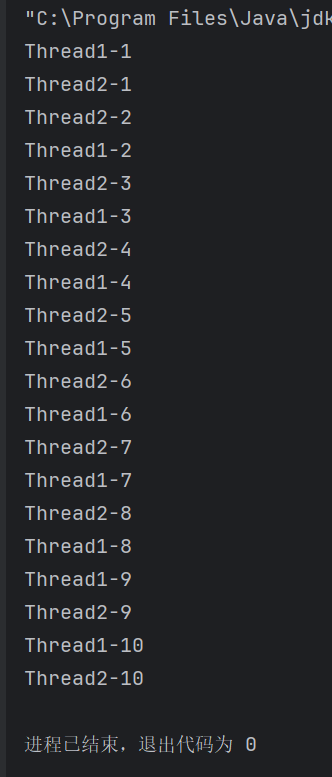 "C:\Program Files\Java\jdk
Thread1-1
Thread2-1
Thread2-2
Thread1-2
Thread2-3
Thread1-3
Thread2-4
Thread1-4
Thread2-5
Thread1-5
Thread2-6
Thread1-6
Thread2-7
Thread1-7
Thread2-8
Thread1-8
Thread1-9
Thread2-9
Thread1-10
Thread2-10
进程已结束，退出代码为 0